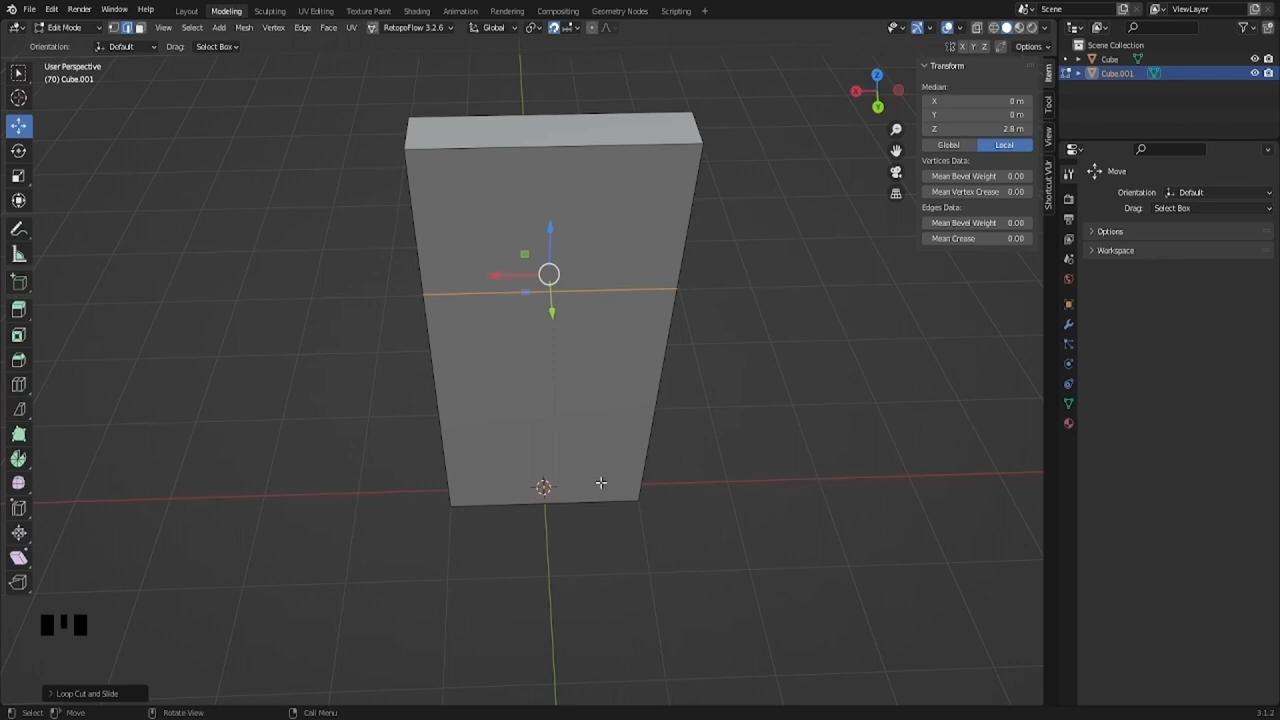 File Edit Render Window Help Layout Modeling Sculpting UV Editing Texture Paint Shading Animation Rendering Compositing Geometry Nodes Scripting + Scene ViewLayer
Edit Mode View Select Add Mesh Vertex Edge Face UV RetopoFlow 3.2.6 Global
Orientation: Default Drag: Select Box X Y Z Options
User Perspective
(70) Cube.001
Scene Collection
Cube
Cube.001
Z
X
Y
Transform
Median:
X 0 m
Y 0 m
Z 2.8 m
Global Local
Vertices Data:
Mean Bevel Weight 0.00
Mean Vertex Crease 0.00
Edges Data:
Mean Bevel Weight 0.00
Mean Crease 0.00
Item
Tool
View
Shortcut VUr
Move
Orientation Default
Drag: Select Box
Options
Workspace
Loop Cut and Slide
Select Move Rotate View Call Menu 3.1.2